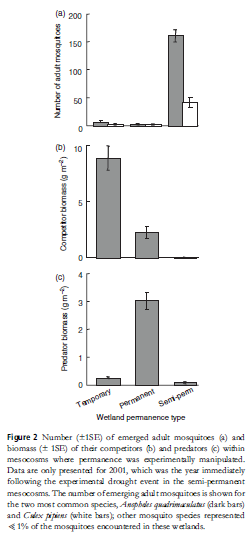 (a)
200
150
100
50
0
Number of adult mosquitoes
(b)
10
5
0
Competitor biomass (g m−2)
(c)
4
3
2
1
0
Predator biomass (g m−2)
Temporary
Permanent
Semi-perm
Wetland permanence type
Figure 2 Number (±1SE) of emerged adult mosquitoes (a) and
biomass (± 1SE) of their competitors (b) and predators (c) within
mesocosms where permanence was experimentally manipulated.
Data are only presented for 2001, which was the year immediately
following the experimental drought event in the semi-permanent
mesocosms. The number of emerging adult mosquitoes is shown for
the two most common species, Anopheles quadrimaculatus (dark bars)
and Culex pipiens (white bars); other mosquito species represented
≪1% of the mosquitoes encountered in these wetlands.